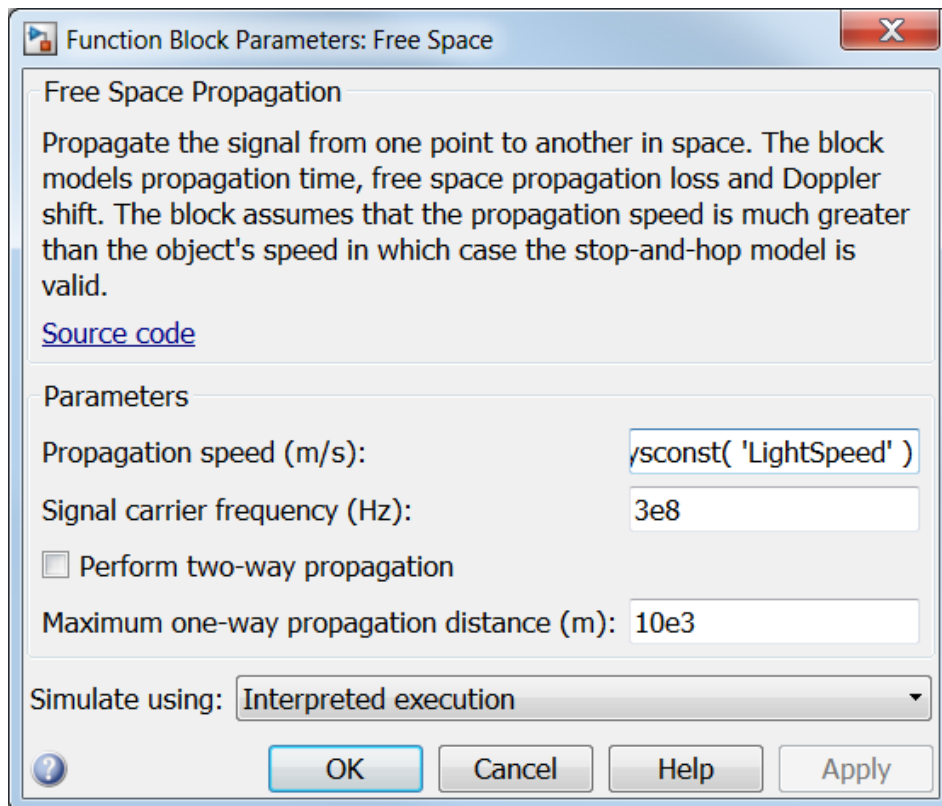 Function Block Parameters: Free Space
X
Free Space Propagation
Propagate the signal from one point to another in space. The block
models propagation time, free space propagation loss and Doppler
shift. The block assumes that the propagation speed is much greater
than the object's speed in which case the stop-and-hop model is
valid.
Source code
Parameters
Propagation speed (m/s): ysconst( 'LightSpeed' )
Signal carrier frequency (Hz): 3e8
Perform two-way propagation
Maximum one-way propagation distance (m): 10e3
Simulate using: Interpreted execution
? OK Cancel Help Apply